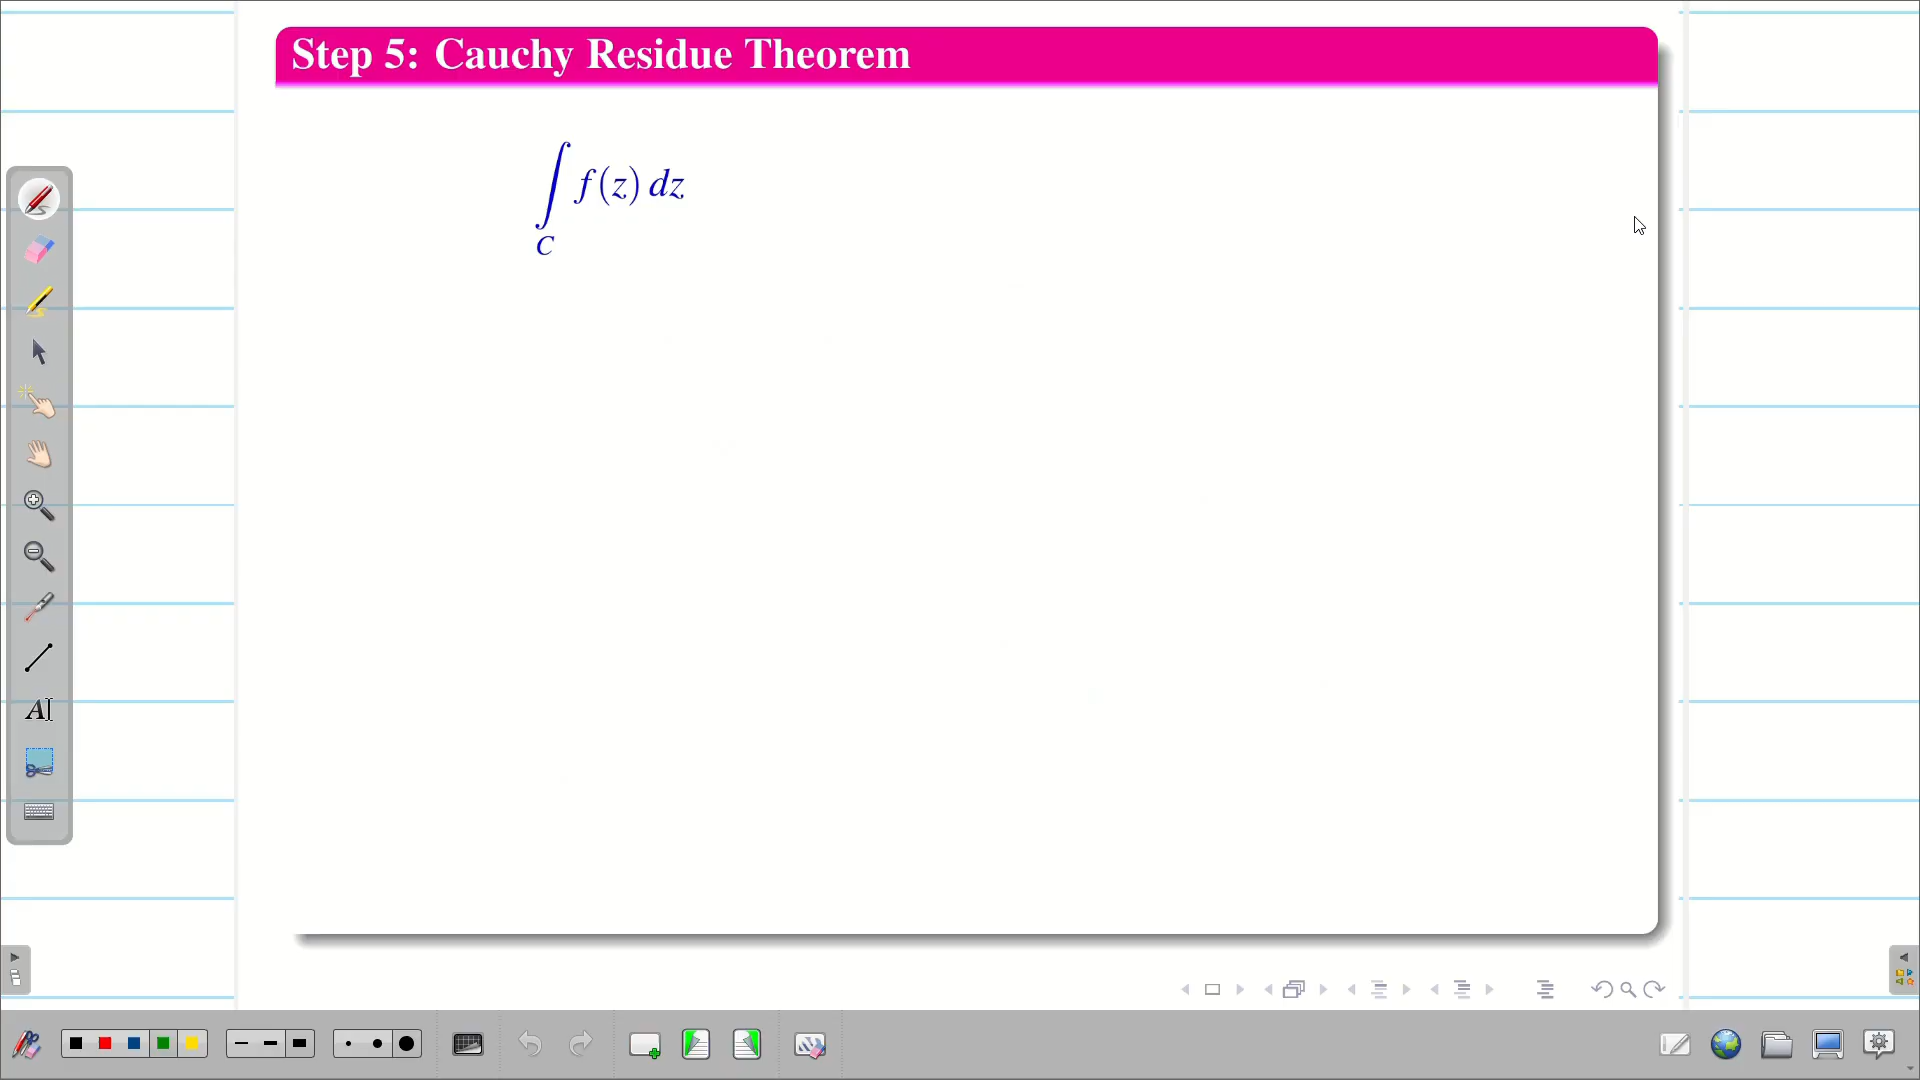 Step 5: Cauchy Residue Theorem
∫ f(z) dz
C
A